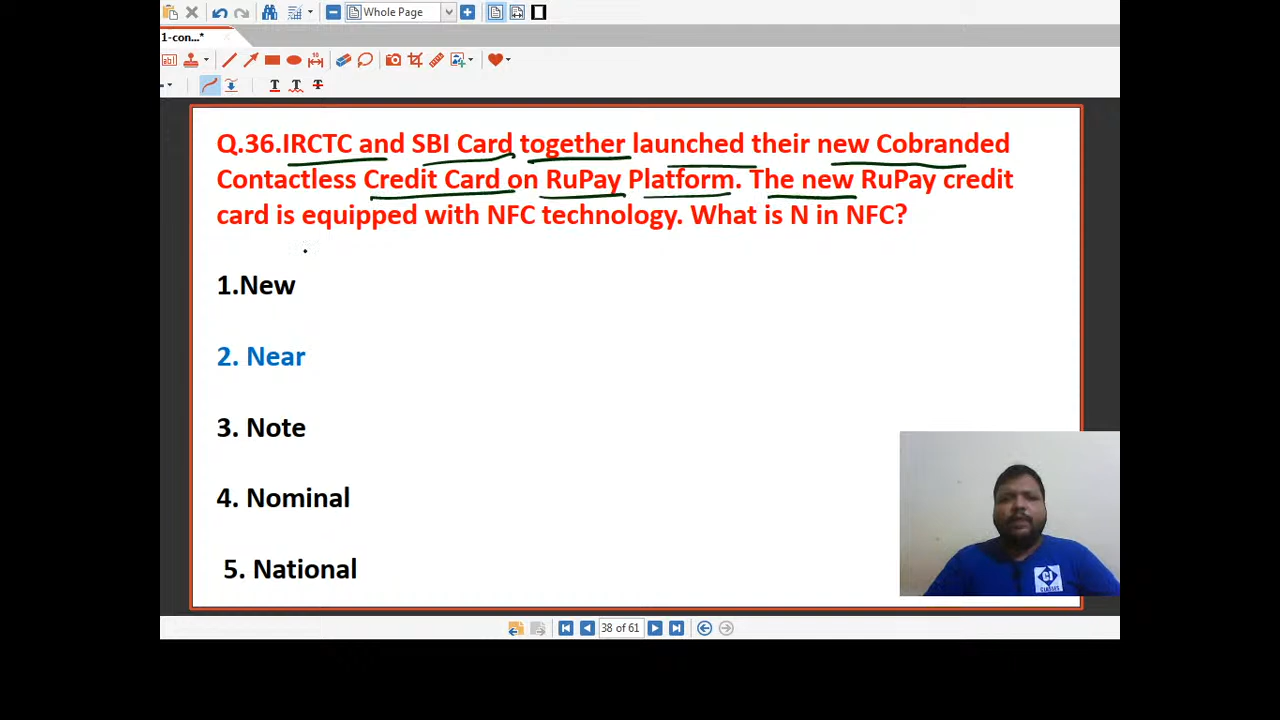 Whole Page
1-con...*
Q.36.IRCTC and SBI Card together launched their new Cobranded
Contactless Credit Card on RuPay Platform. The new RuPay credit
card is equipped with NFC technology. What is N in NFC?
1.New
2. Near
3. Note
4. Nominal
5. National
CI
CLASSES
38 of 61